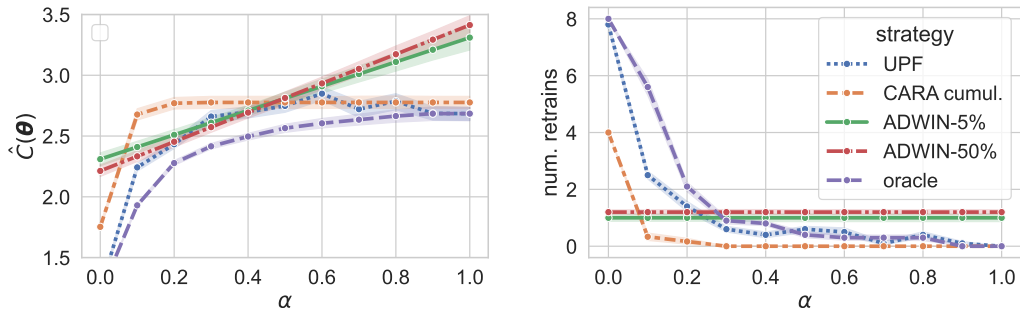 3.5
3.0
2.5
2.0
1.5
Ĉ(θ)
0.0 0.2 0.4 0.6 0.8 1.0
α
8
6
4
2
0
num. retrains
strategy
UPF
CARA cumul.
ADWIN-5%
ADWIN-50%
oracle
0.0 0.2 0.4 0.6 0.8 1.0
α